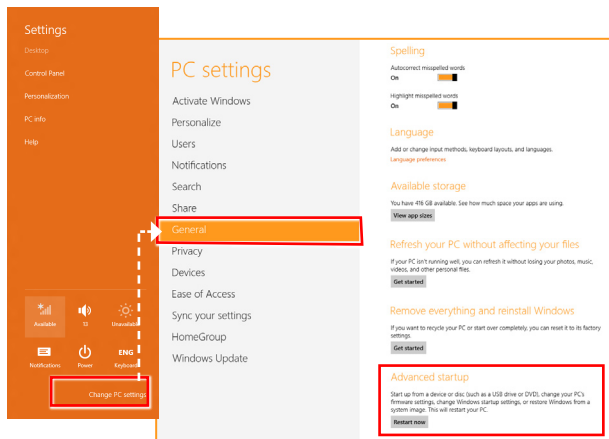 Settings
Desktop
Control Panel
Personalization
PC info
Help
Available
12
Unavailable
Notifications
Power
ENG
Keyboard
Change PC settings
PC settings
Activate Windows
Personalize
Users
Notifications
Search
Share
General
Privacy
Devices
Ease of Access
Sync your settings
HomeGroup
Windows Update
Spelling
Autocorrect misspelled words
On
Highlight misspelled words
On
Language
Add or change input methods, keyboard layouts, and languages.
Language preferences
Available storage
You have 416 GB available. See how much space your apps are using.
View app sizes
Refresh your PC without affecting your files
If your PC isn't running well, you can refresh it without losing your photos, music,
videos, and other personal files.
Get started
Remove everything and reinstall Windows
If you want to recycle your PC or start over completely, you can reset it to its factory
settings.
Get started
Advanced startup
Start up from a device or disc (such as a USB drive or DVD), change your PC's
firmware settings, change Windows startup settings, or restore Windows from a
system image. This will restart your PC.
Restart now